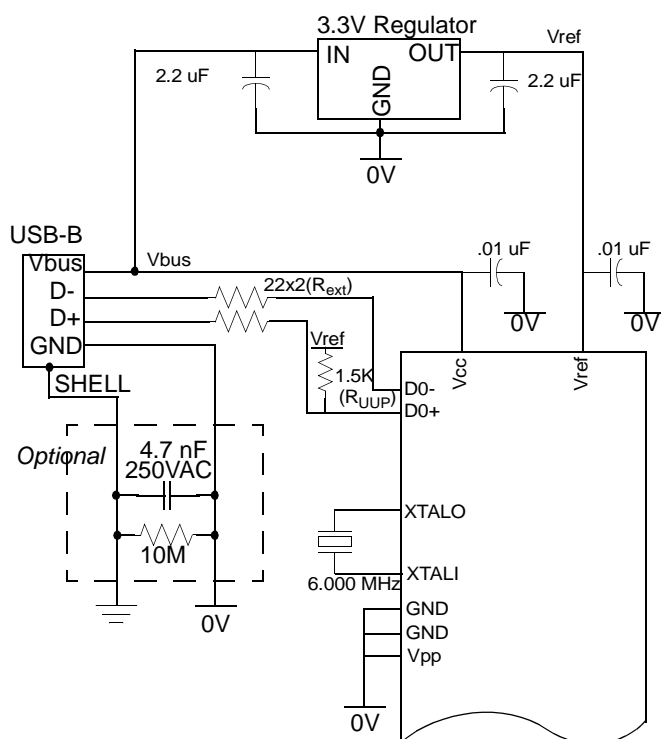 3.3V Regulator
IN
OUT
GND
Vref
2.2 uF
2.2 uF
0V
USB-B
Vbus
D-
D+
GND
SHELL
Vbus
22x2(Rext)
.01 uF
0V
.01 uF
0V
Vref
1.5K
(RUUP)
Vcc
Vref
D0-
D0+
Optional
4.7 nF
250VAC
10M
0V
XTALO
XTALI
6.000 MHz
GND
GND
Vpp
0V